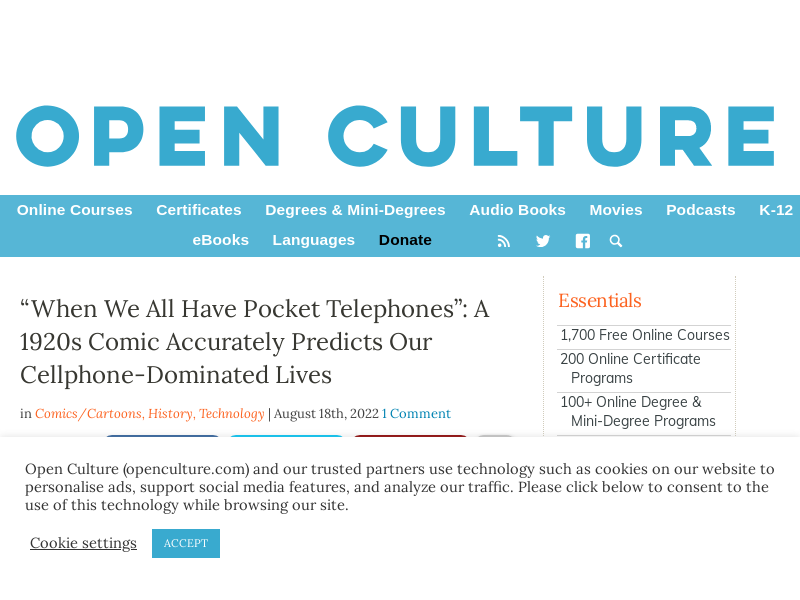 OPEN CULTURE
Online Courses Certificates Degrees & Mini-Degrees Audio Books Movies Podcasts K-12
eBooks Languages Donate
“When We All Have Pocket Telephones”: A
1920s Comic Accurately Predicts Our
Cellphone-Dominated Lives
in Comics/Cartoons, History, Technology | August 18th, 2022 1 Comment
Essentials
1,700 Free Online Courses
200 Online Certificate
Programs
100+ Online Degree &
Mini-Degree Programs
Open Culture (openculture.com) and our trusted partners use technology such as cookies on our website to
personalise ads, support social media features, and analyze our traffic. Please click below to consent to the
use of this technology while browsing our site.
Cookie settings
ACCEPT